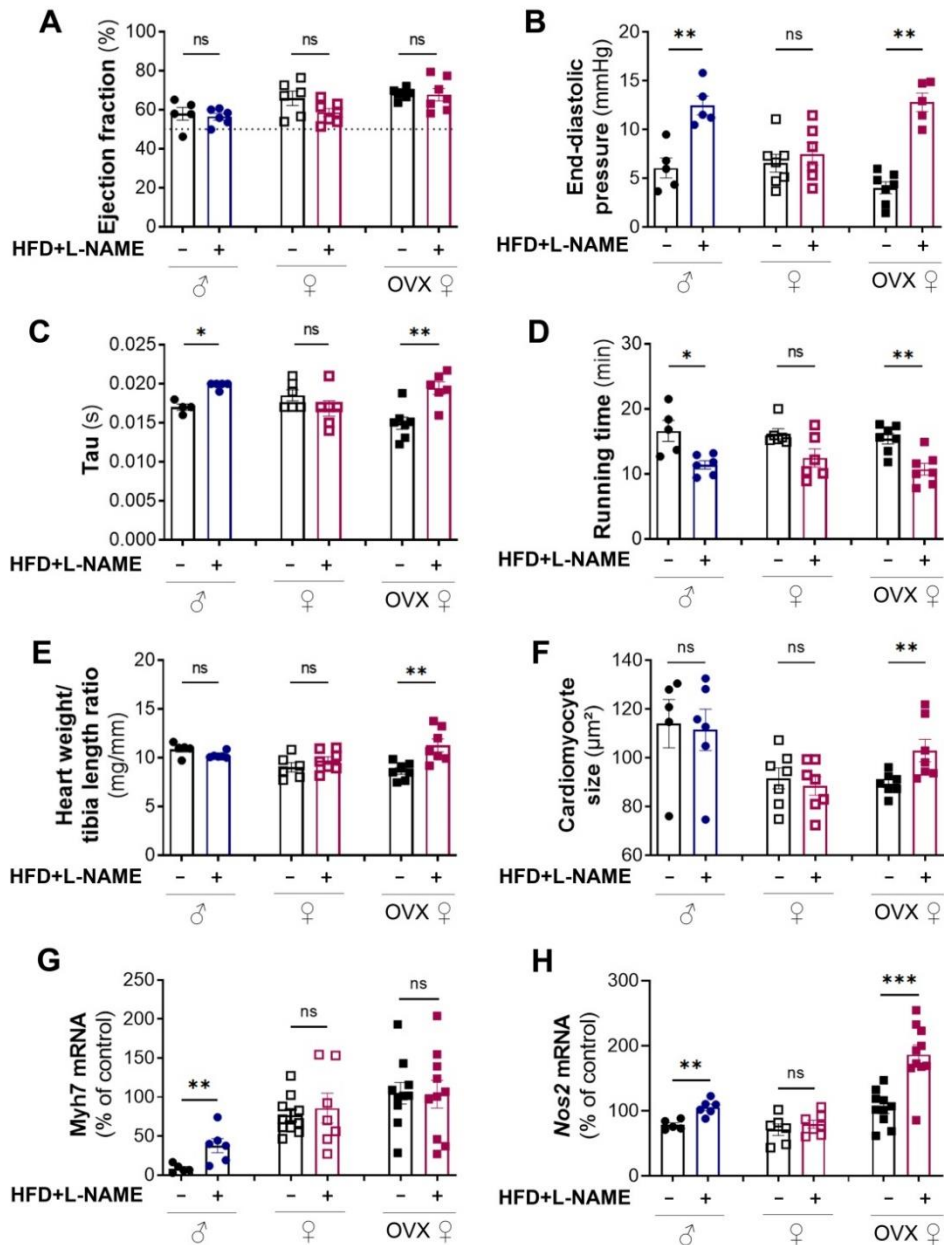 A
Ejection fraction (%)
100
80
60
40
20
0
ns
ns
ns
HFD+L-NAME
− + − + − +
♂ ♀ OVX ♀
B
End-diastolic
pressure (mmHg)
20
15
10
5
0
**
ns
**
HFD+L-NAME
− + − + − +
♂ ♀ OVX ♀
C
Tau (s)
0.025
0.020
0.015
0.010
0.005
0.000
*
ns
**
HFD+L-NAME
− + − + − +
♂ ♀ OVX ♀
D
Running time (min)
30
20
10
0
*
ns
**
HFD+L-NAME
− + − + − +
♂ ♀ OVX ♀
E
Heart weight/
tibia length ratio
(mg/mm)
20
15
10
5
0
ns
ns
**
HFD+L-NAME
− + − + − +
♂ ♀ OVX ♀
F
Cardiomyocyte
size (µm²)
140
120
100
80
60
ns
ns
**
HFD+L-NAME
− + − + − +
♂ ♀ OVX ♀
G
Myh7 mRNA
(% of control)
250
200
150
100
50
0
**
ns
ns
HFD+L-NAME
− + − + − +
♂ ♀ OVX ♀
H
Nos2 mRNA
(% of control)
300
200
100
0
**
ns
***
HFD+L-NAME
− + − + − +
♂ ♀ OVX ♀